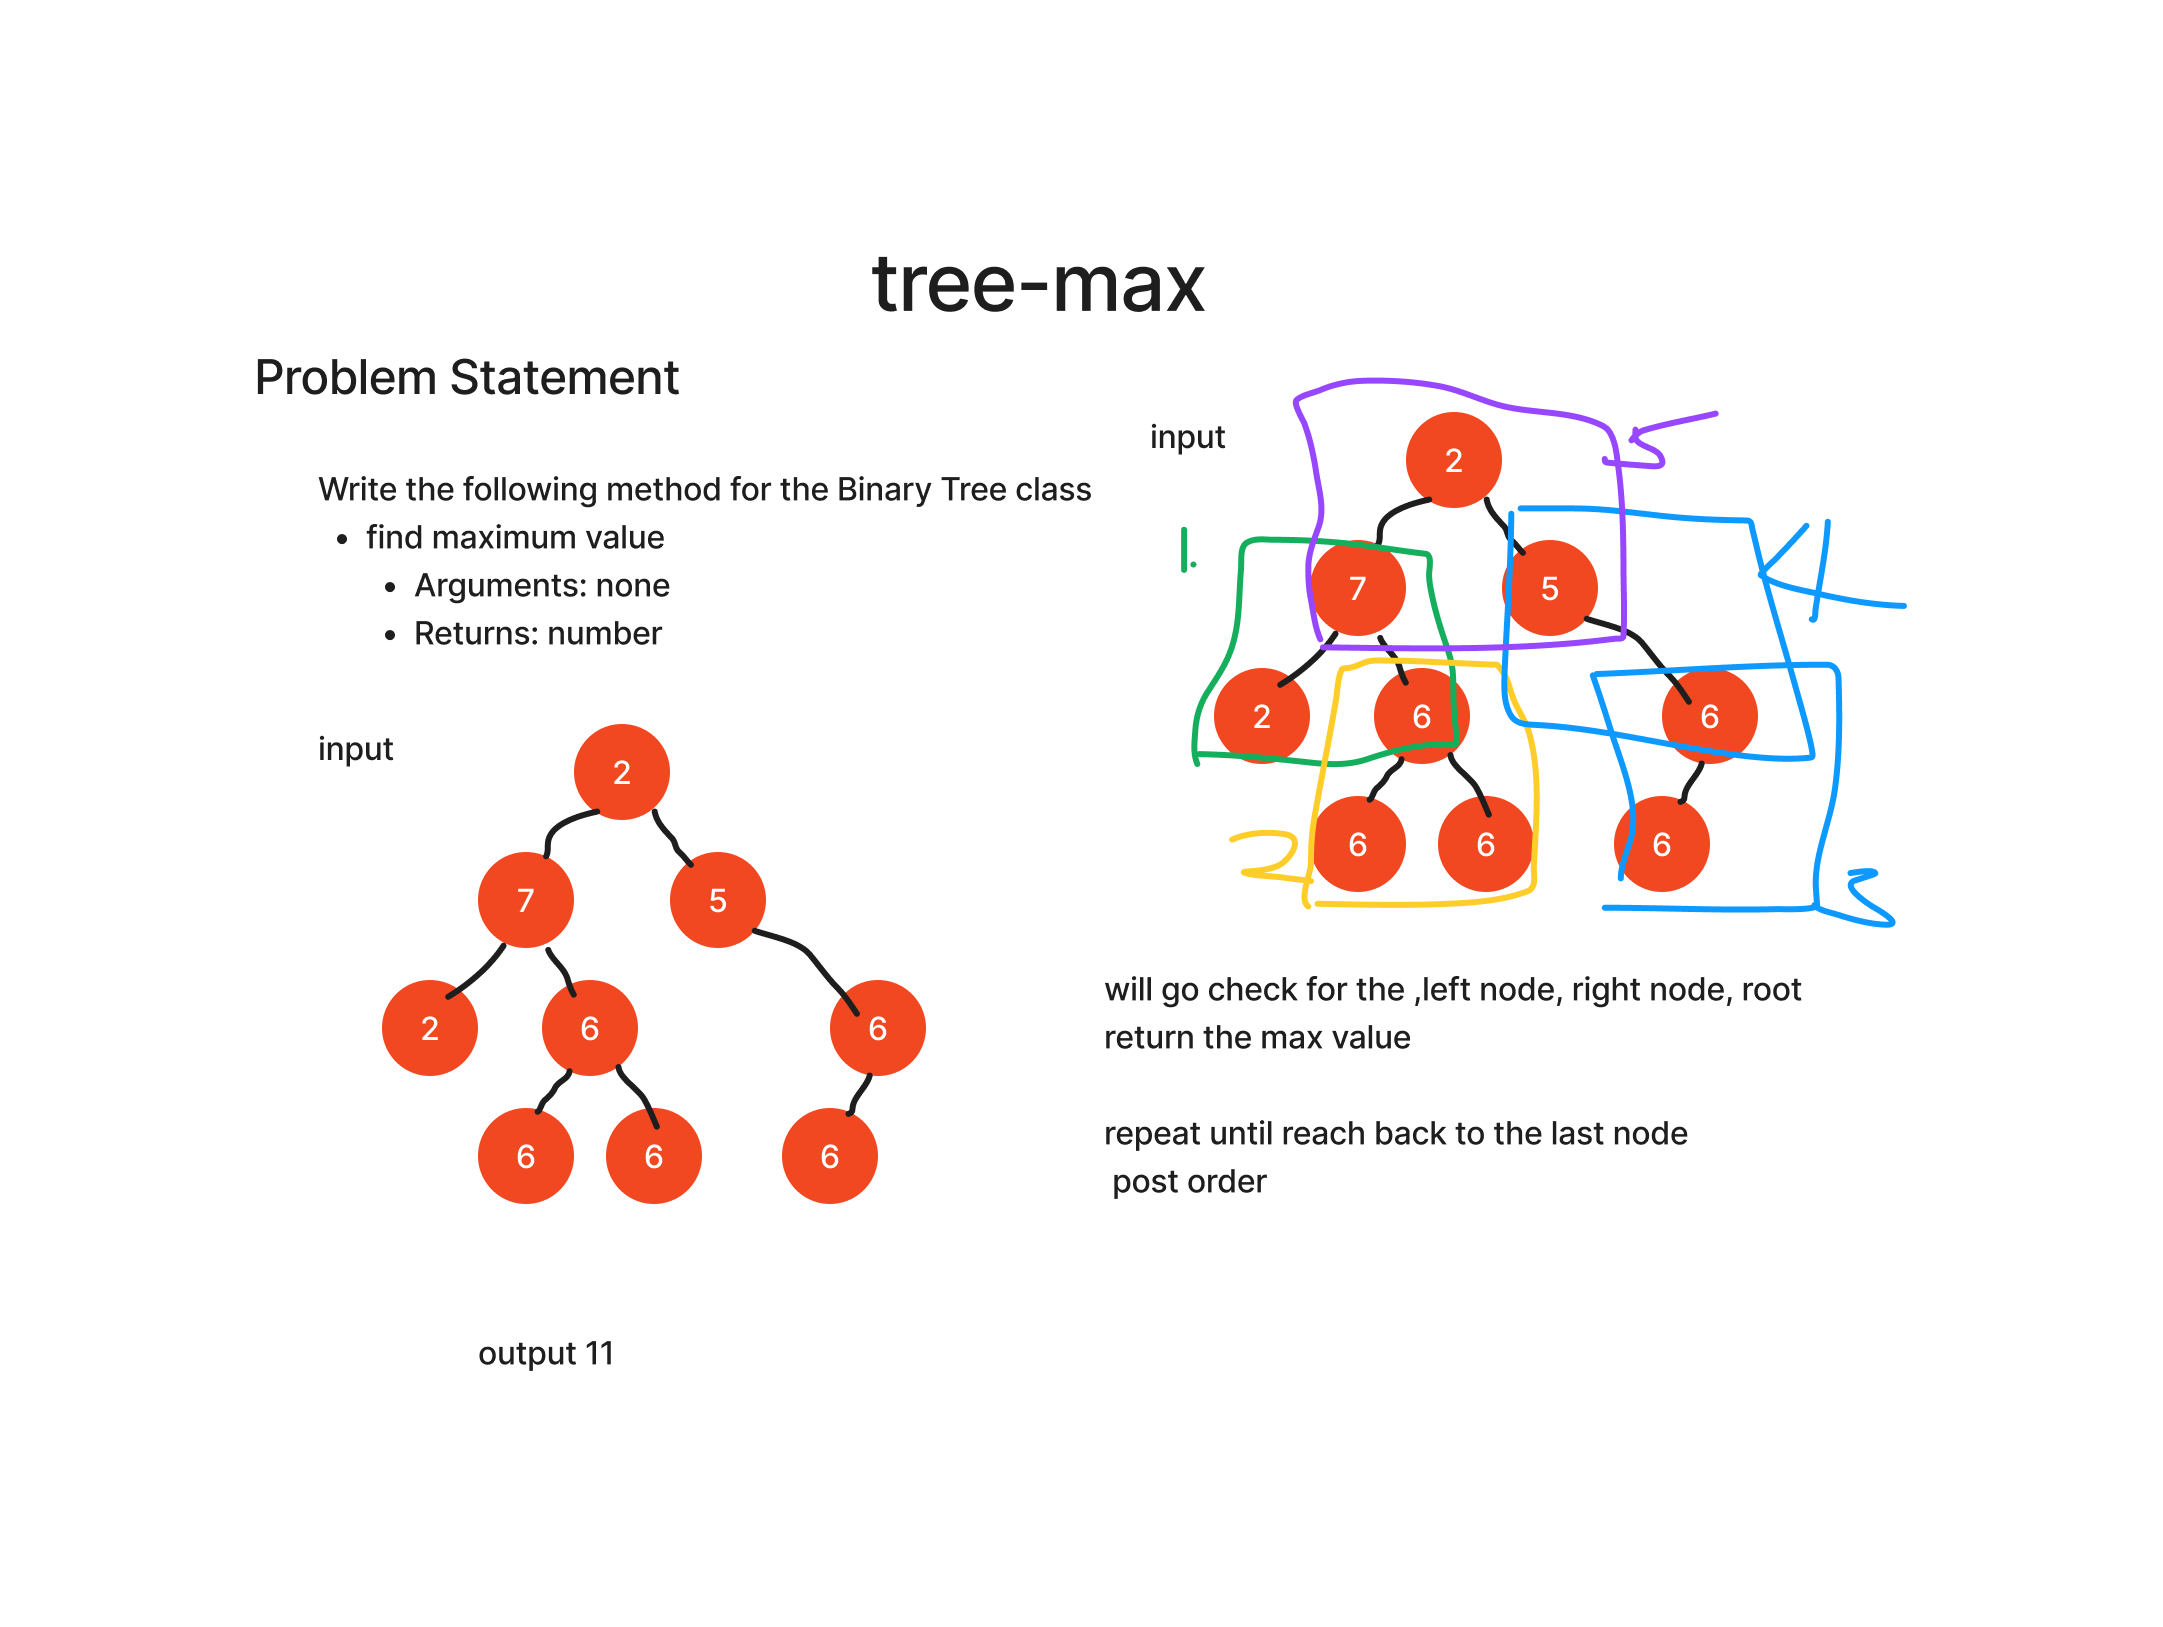 tree-max
Problem Statement
Write the following method for the Binary Tree class
• find maximum value
• Arguments: none
• Returns: number
input
2
7 5
2 6 6
6 6 6
output 11
input
2
5
1.
7 5
4
2 6 6
2
6 6 6
3
will go check for the ,left node, right node, root
return the max value
repeat until reach back to the last node
post order